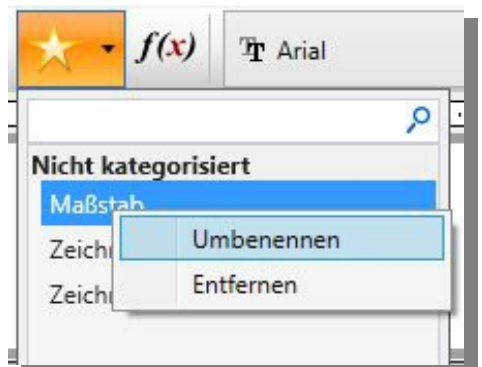 f(x) Arial
Nicht kategorisiert
Maßstab
Umbenennen
Entfernen